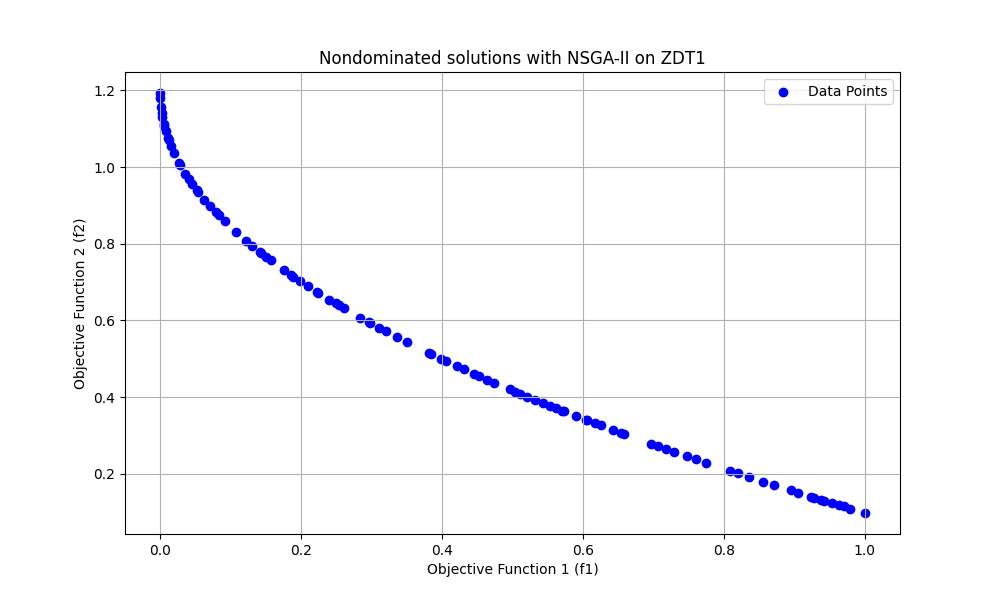 Nondominated solutions with NSGA-II on ZDT1
Data Points
Objective Function 2 (f2)
1.2
1.0
0.8
0.6
0.4
0.2
0.0 0.2 0.4 0.6 0.8 1.0
Objective Function 1 (f1)